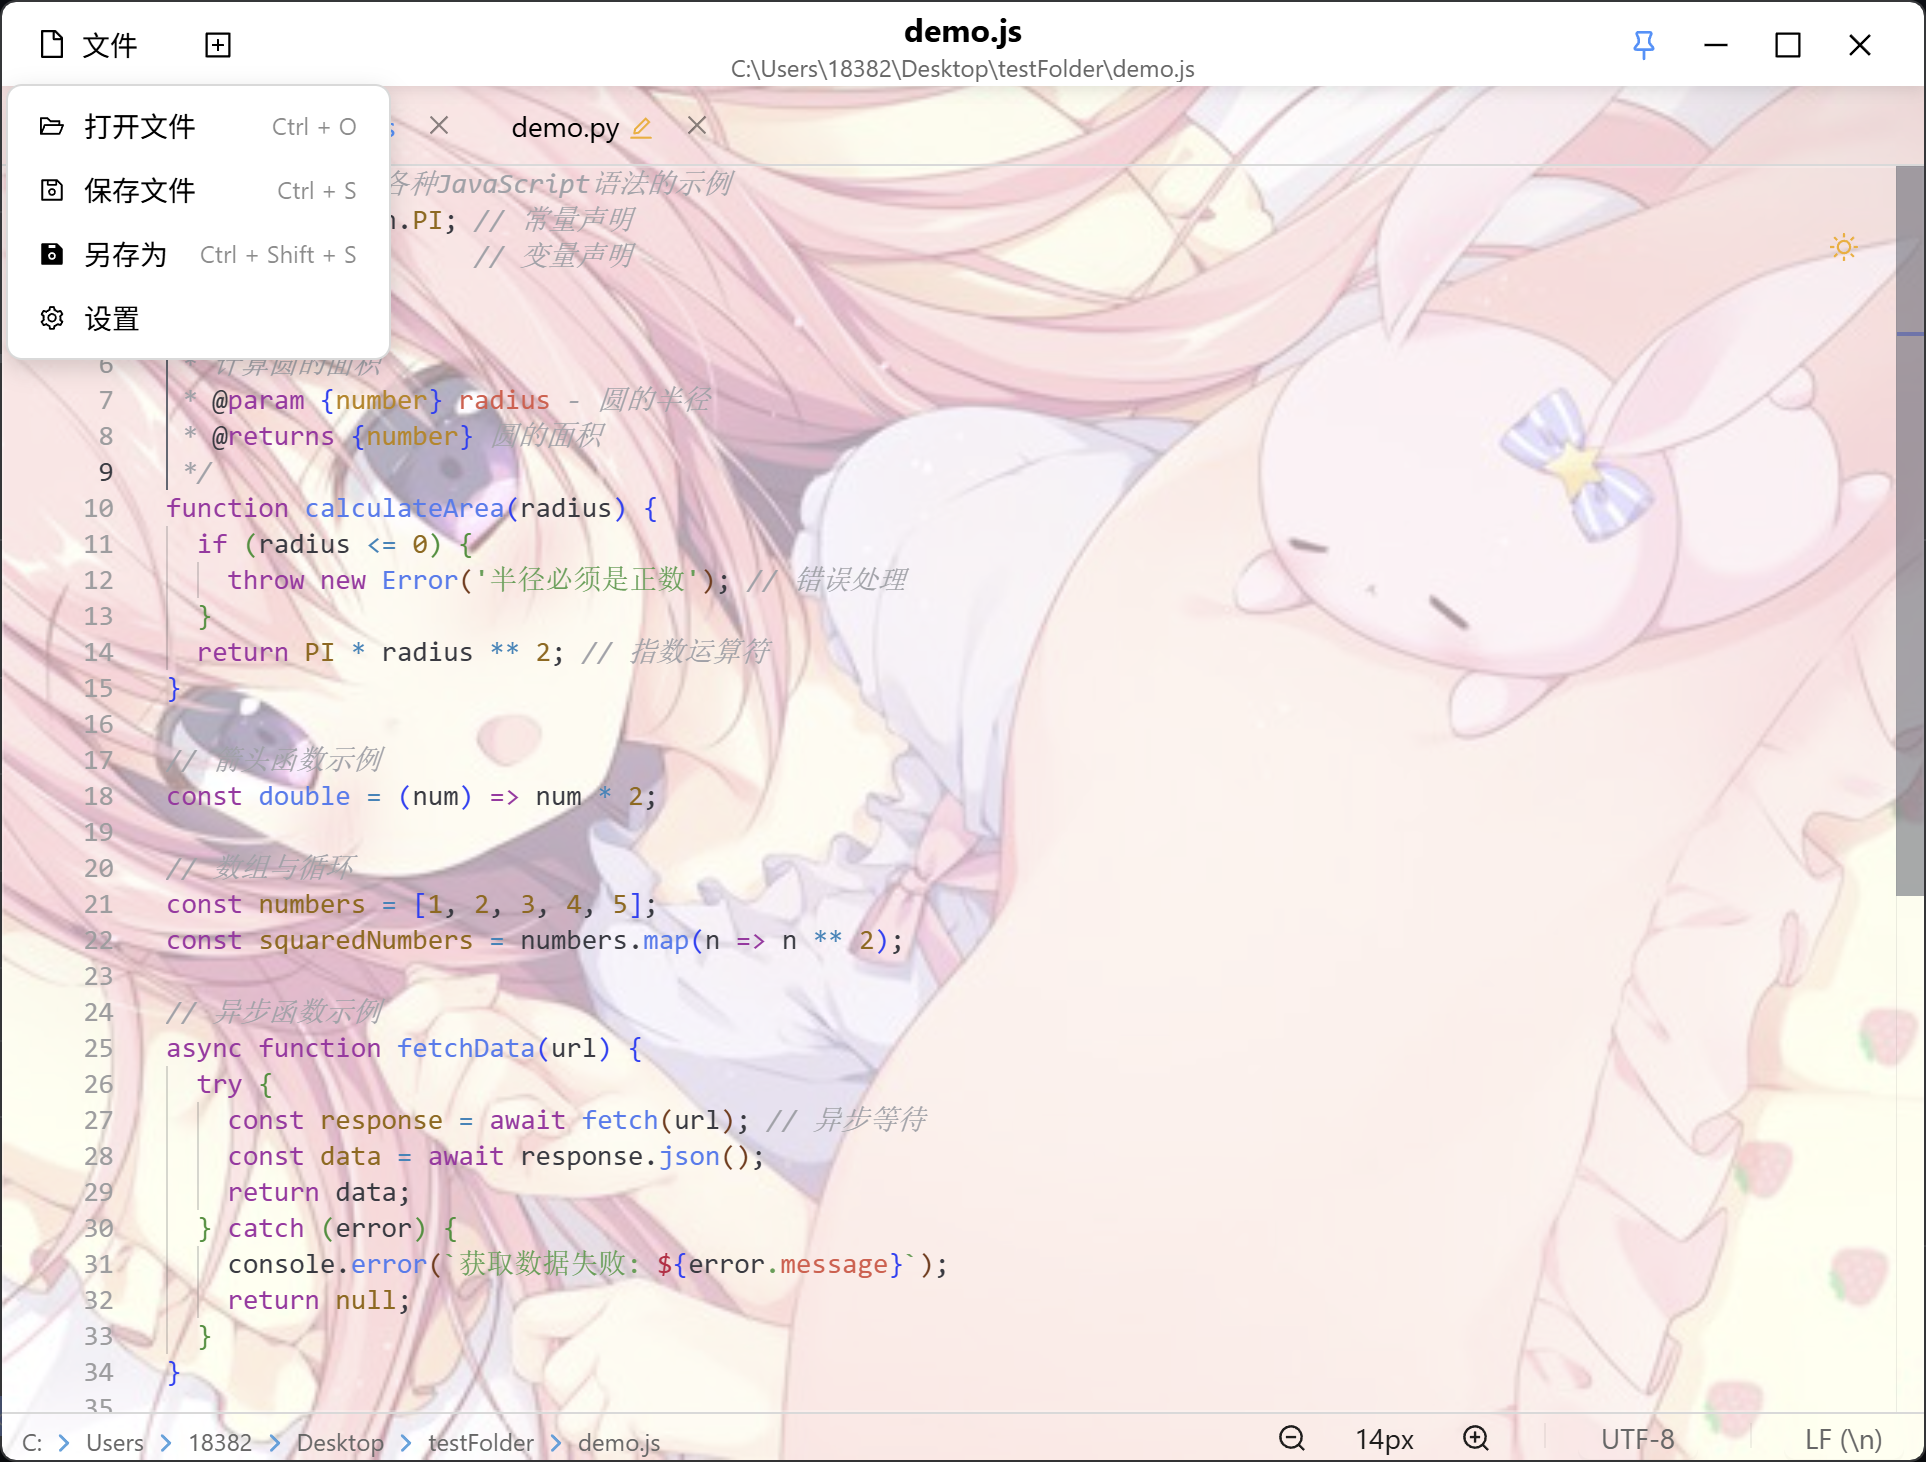 文件
demo.js
C:\Users\18382\Desktop\testFolder\demo.js
打开文件 Ctrl + O
保存文件 Ctrl + S
另存为 Ctrl + Shift + S
设置
demo.py
各种JavaScript语法的示例
.PI; // 常量声明
// 变量声明
6 * 计算圆的面积
7 * @param {number} radius - 圆的半径
8 * @returns {number} 圆的面积
9 */
10 function calculateArea(radius) {
11 if (radius <= 0) {
12 throw new Error('半径必须是正数'); // 错误处理
13 }
14 return PI * radius ** 2; // 指数运算符
15 }
16
17 // 箭头函数示例
18 const double = (num) => num * 2;
19
20 // 数组与循环
21 const numbers = [1, 2, 3, 4, 5];
22 const squaredNumbers = numbers.map(n => n ** 2);
23
24 // 异步函数示例
25 async function fetchData(url) {
26 try {
27 const response = await fetch(url); // 异步等待
28 const data = await response.json();
29 return data;
30 } catch (error) {
31 console.error(`获取数据失败: ${error.message}`);
32 return null;
33 }
34 }
35
C: > Users > 18382 > Desktop > testFolder > demo.js
14px UTF-8 LF (\n)